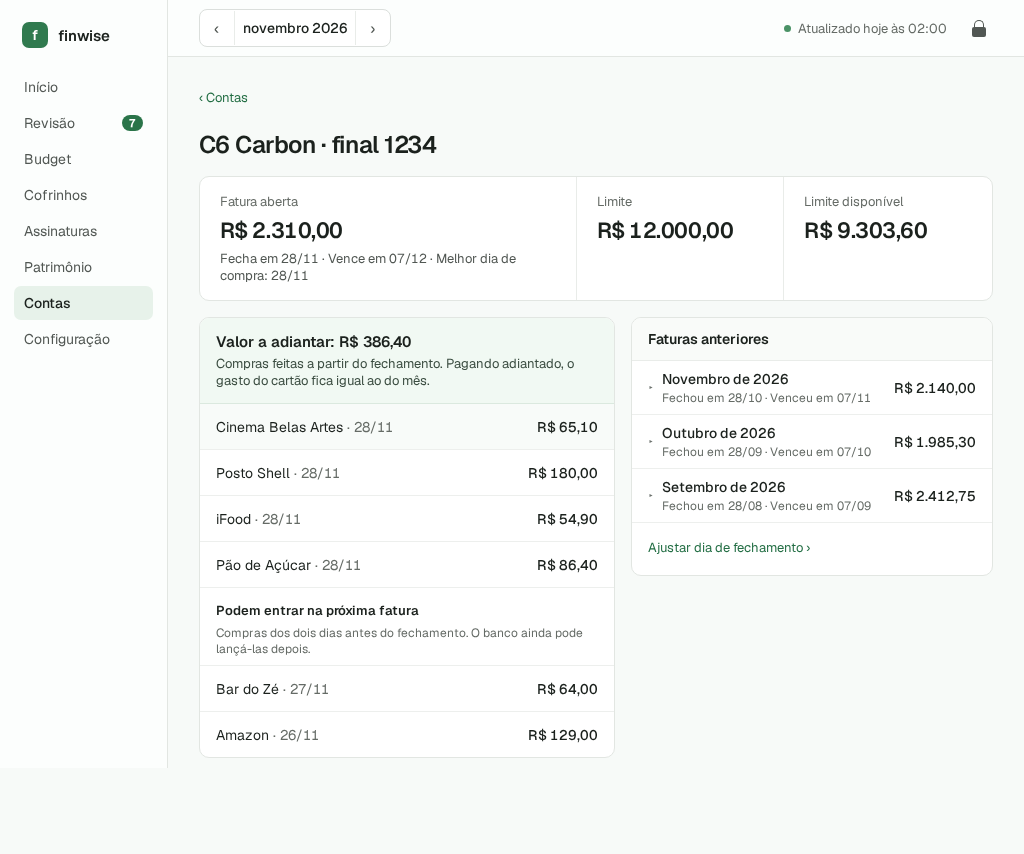 f finwise
Início
Revisão 7
Budget
Cofrinhos
Assinaturas
Patrimônio
Contas
Configuração
‹ novembro 2026 ›
Atualizado hoje às 02:00
‹ Contas
C6 Carbon · final 1234
Fatura aberta
R$ 2.310,00
Fecha em 28/11 · Vence em 07/12 · Melhor dia de
compra: 28/11
Limite
R$ 12.000,00
Limite disponível
R$ 9.303,60
Valor a adiantar: R$ 386,40
Compras feitas a partir do fechamento. Pagando adiantado, o
gasto do cartão fica igual ao do mês.
Cinema Belas Artes · 28/11 R$ 65,10
Posto Shell · 28/11 R$ 180,00
iFood · 28/11 R$ 54,90
Pão de Açúcar · 28/11 R$ 86,40
Podem entrar na próxima fatura
Compras dos dois dias antes do fechamento. O banco ainda pode
lançá-las depois.
Bar do Zé · 27/11 R$ 64,00
Amazon · 26/11 R$ 129,00
Faturas anteriores
Novembro de 2026 R$ 2.140,00
Fechou em 28/10 · Venceu em 07/11
Outubro de 2026 R$ 1.985,30
Fechou em 28/09 · Venceu em 07/10
Setembro de 2026 R$ 2.412,75
Fechou em 28/08 · Venceu em 07/09
Ajustar dia de fechamento ›